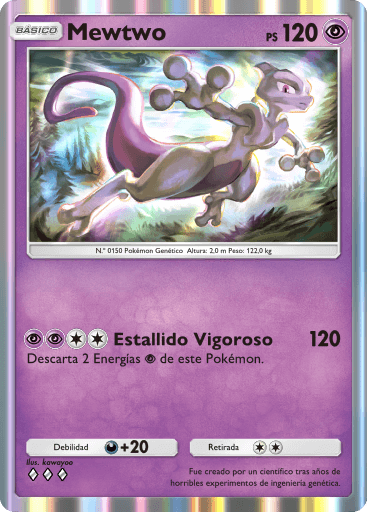 BÁSICO Mewtwo PS 120
N.º 0150 Pokémon Genético Altura: 2,0 m Peso: 122,0 kg
Estallido Vigoroso 120
Descarta 2 Energías de este Pokémon.
Debilidad +20 Retirada
Ilus. kawayoo
Fue creado por un científico tras años de
horribles experimentos de ingeniería genética.